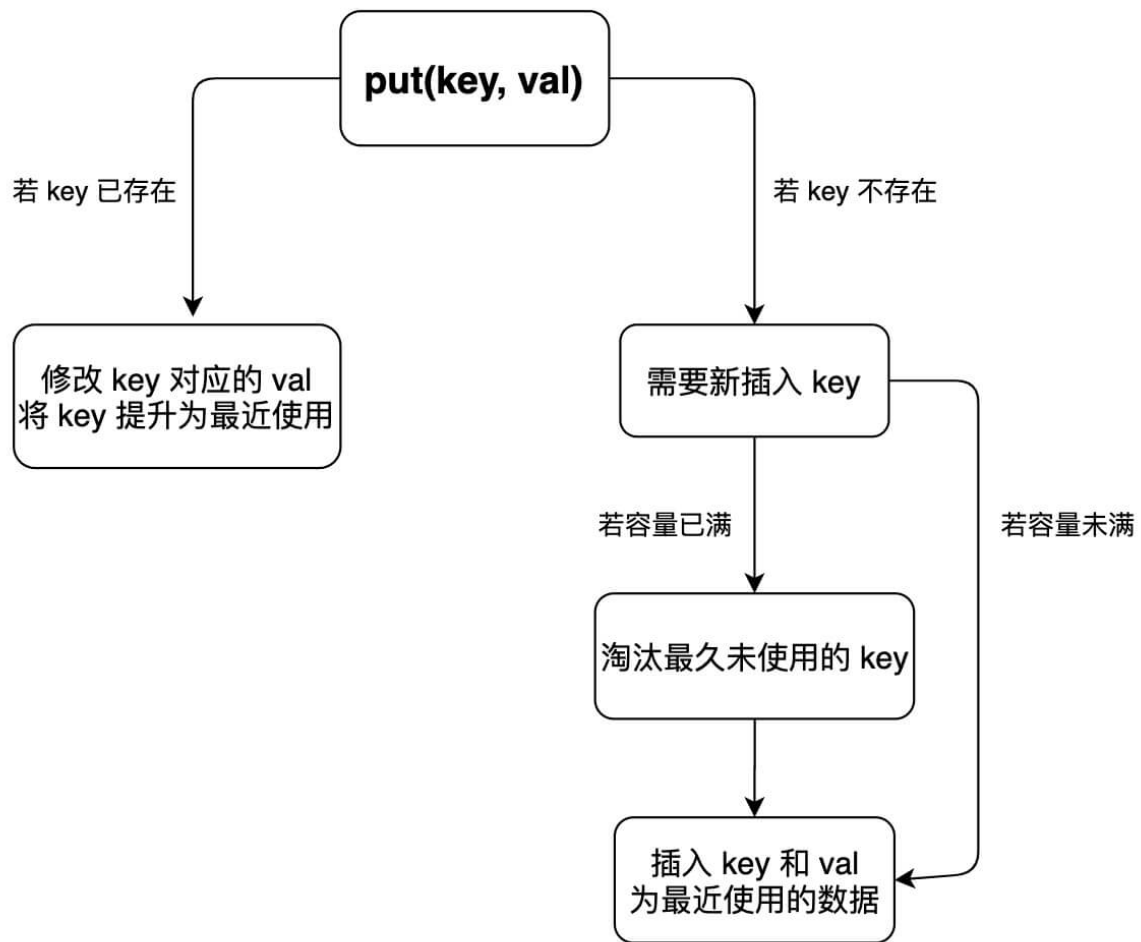 put(key, val)
若 key 已存在
若 key 不存在
修改 key 对应的 val
将 key 提升为最近使用
需要新插入 key
若容量已满
若容量未满
淘汰最久未使用的 key
插入 key 和 val
为最近使用的数据